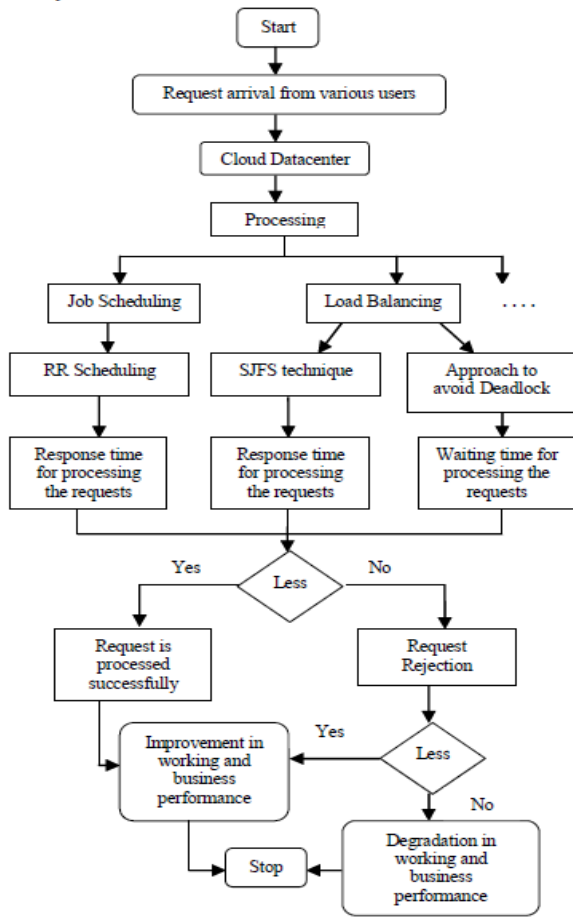 Start
Request arrival from various users
Cloud Datacenter
Processing
Job Scheduling
Load Balancing
. . . .
RR Scheduling
SJFS technique
Approach to
avoid Deadlock
Response time
for processing
the requests
Response time
for processing
the requests
Waiting time for
processing the
requests
Yes
Less
No
Request is
processed
successfully
Request
Rejection
Improvement in
working and
business
performance
Yes
Less
No
Stop
Degradation in
working and
business
performance